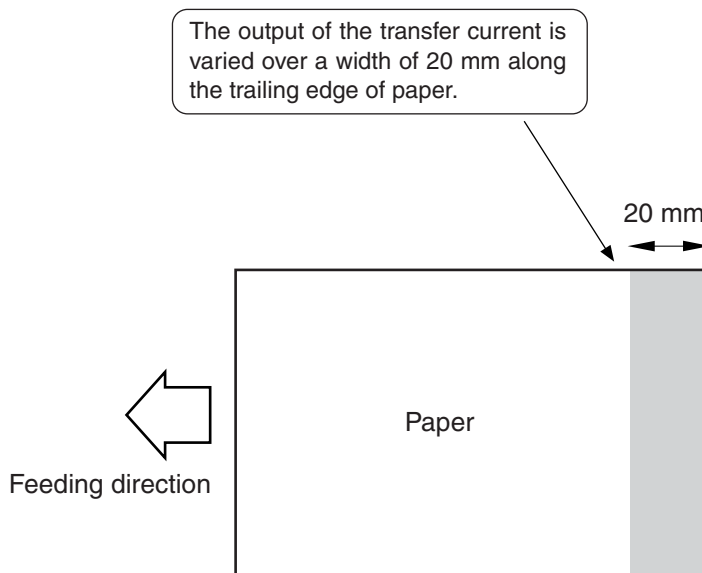 The output of the transfer current is
varied over a width of 20 mm along
the trailing edge of paper.
20 mm
Paper
Feeding direction